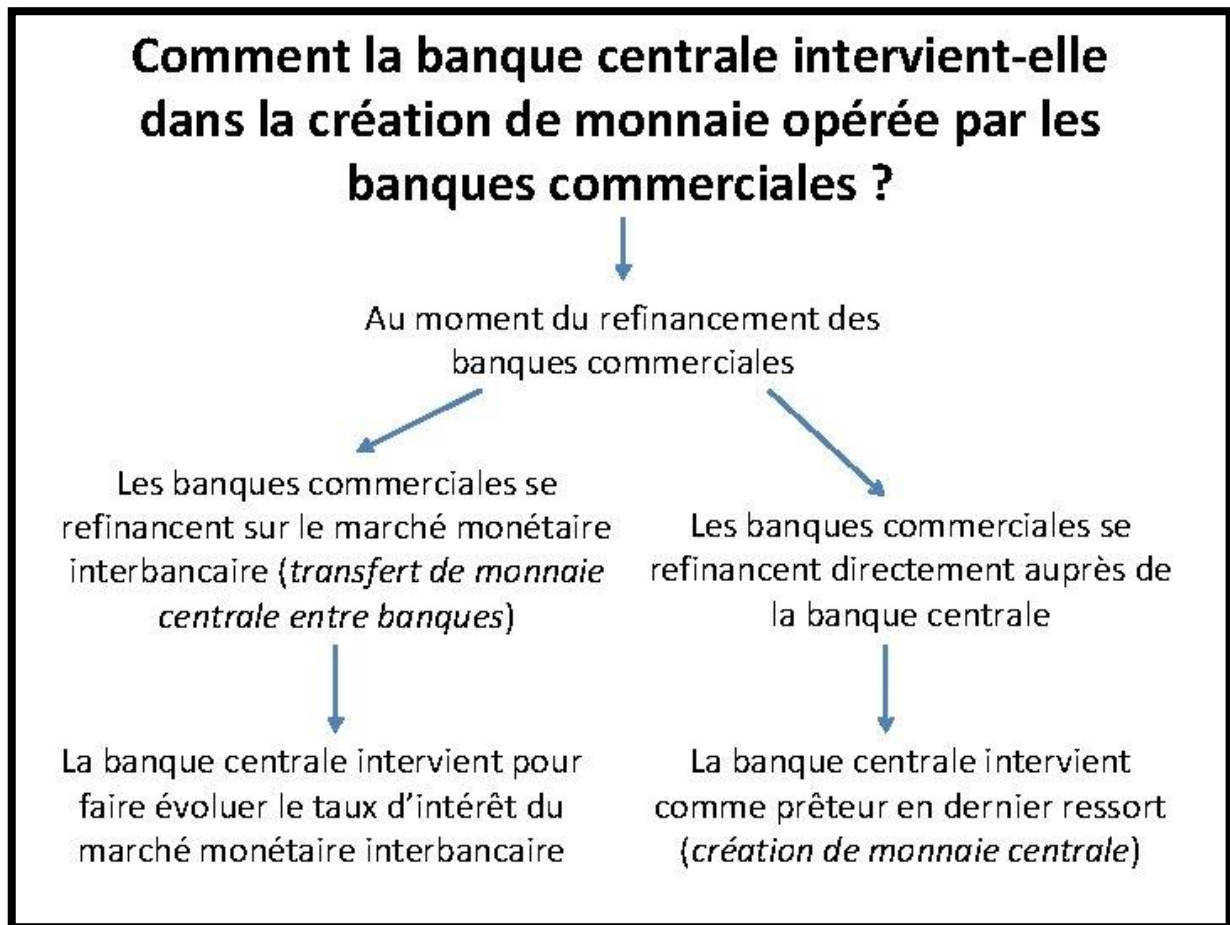 Comment la banque centrale intervient-elle
dans la création de monnaie opérée par les
banques commerciales ?
Au moment du refinancement des
banques commerciales
Les banques commerciales se
refinancent sur le marché monétaire
interbancaire (transfert de monnaie
centrale entre banques)
Les banques commerciales se
refinancent directement auprès de
la banque centrale
La banque centrale intervient pour
faire évoluer le taux d’intérêt du
marché monétaire interbancaire
La banque centrale intervient
comme prêteur en dernier ressort
(création de monnaie centrale)